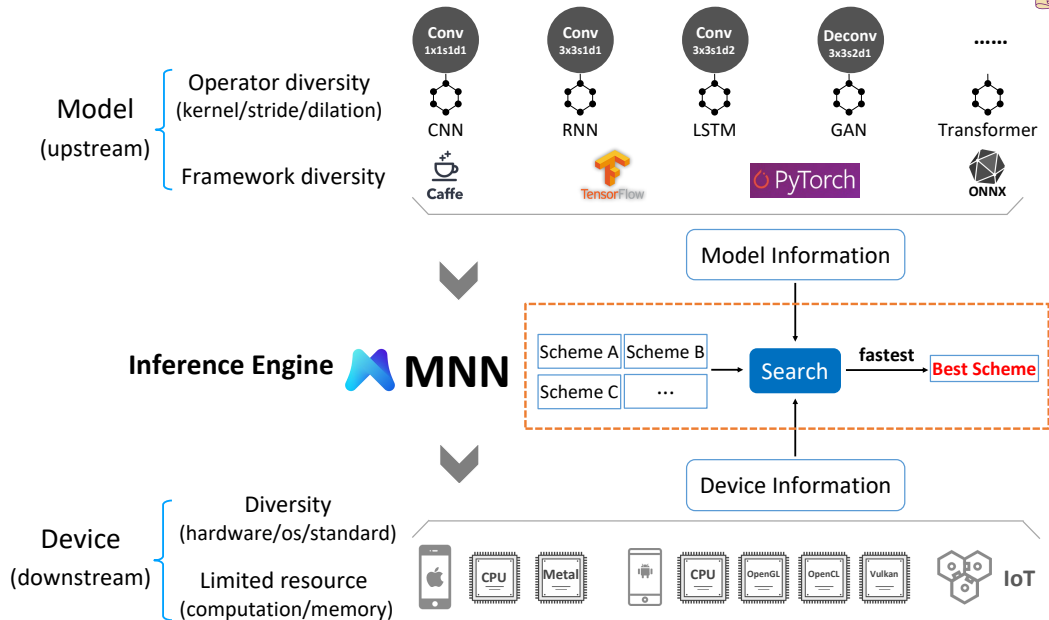 Conv
1x1s1d1
Conv
3x3s1d1
Conv
3x3s1d2
Deconv
3x3s2d1
......
Model
(upstream)
Operator diversity
(kernel/stride/dilation)
CNN
RNN
LSTM
GAN
Transformer
Framework diversity
Caffe
TensorFlow
PyTorch
ONNX
Model Information
Inference Engine
MNN
Scheme A
Scheme B
Scheme C
...
Search
fastest
Best Scheme
Device Information
Device
(downstream)
Diversity
(hardware/os/standard)
Limited resource
(computation/memory)
CPU
Metal
CPU
OpenGL
OpenCL
Vulkan
IoT